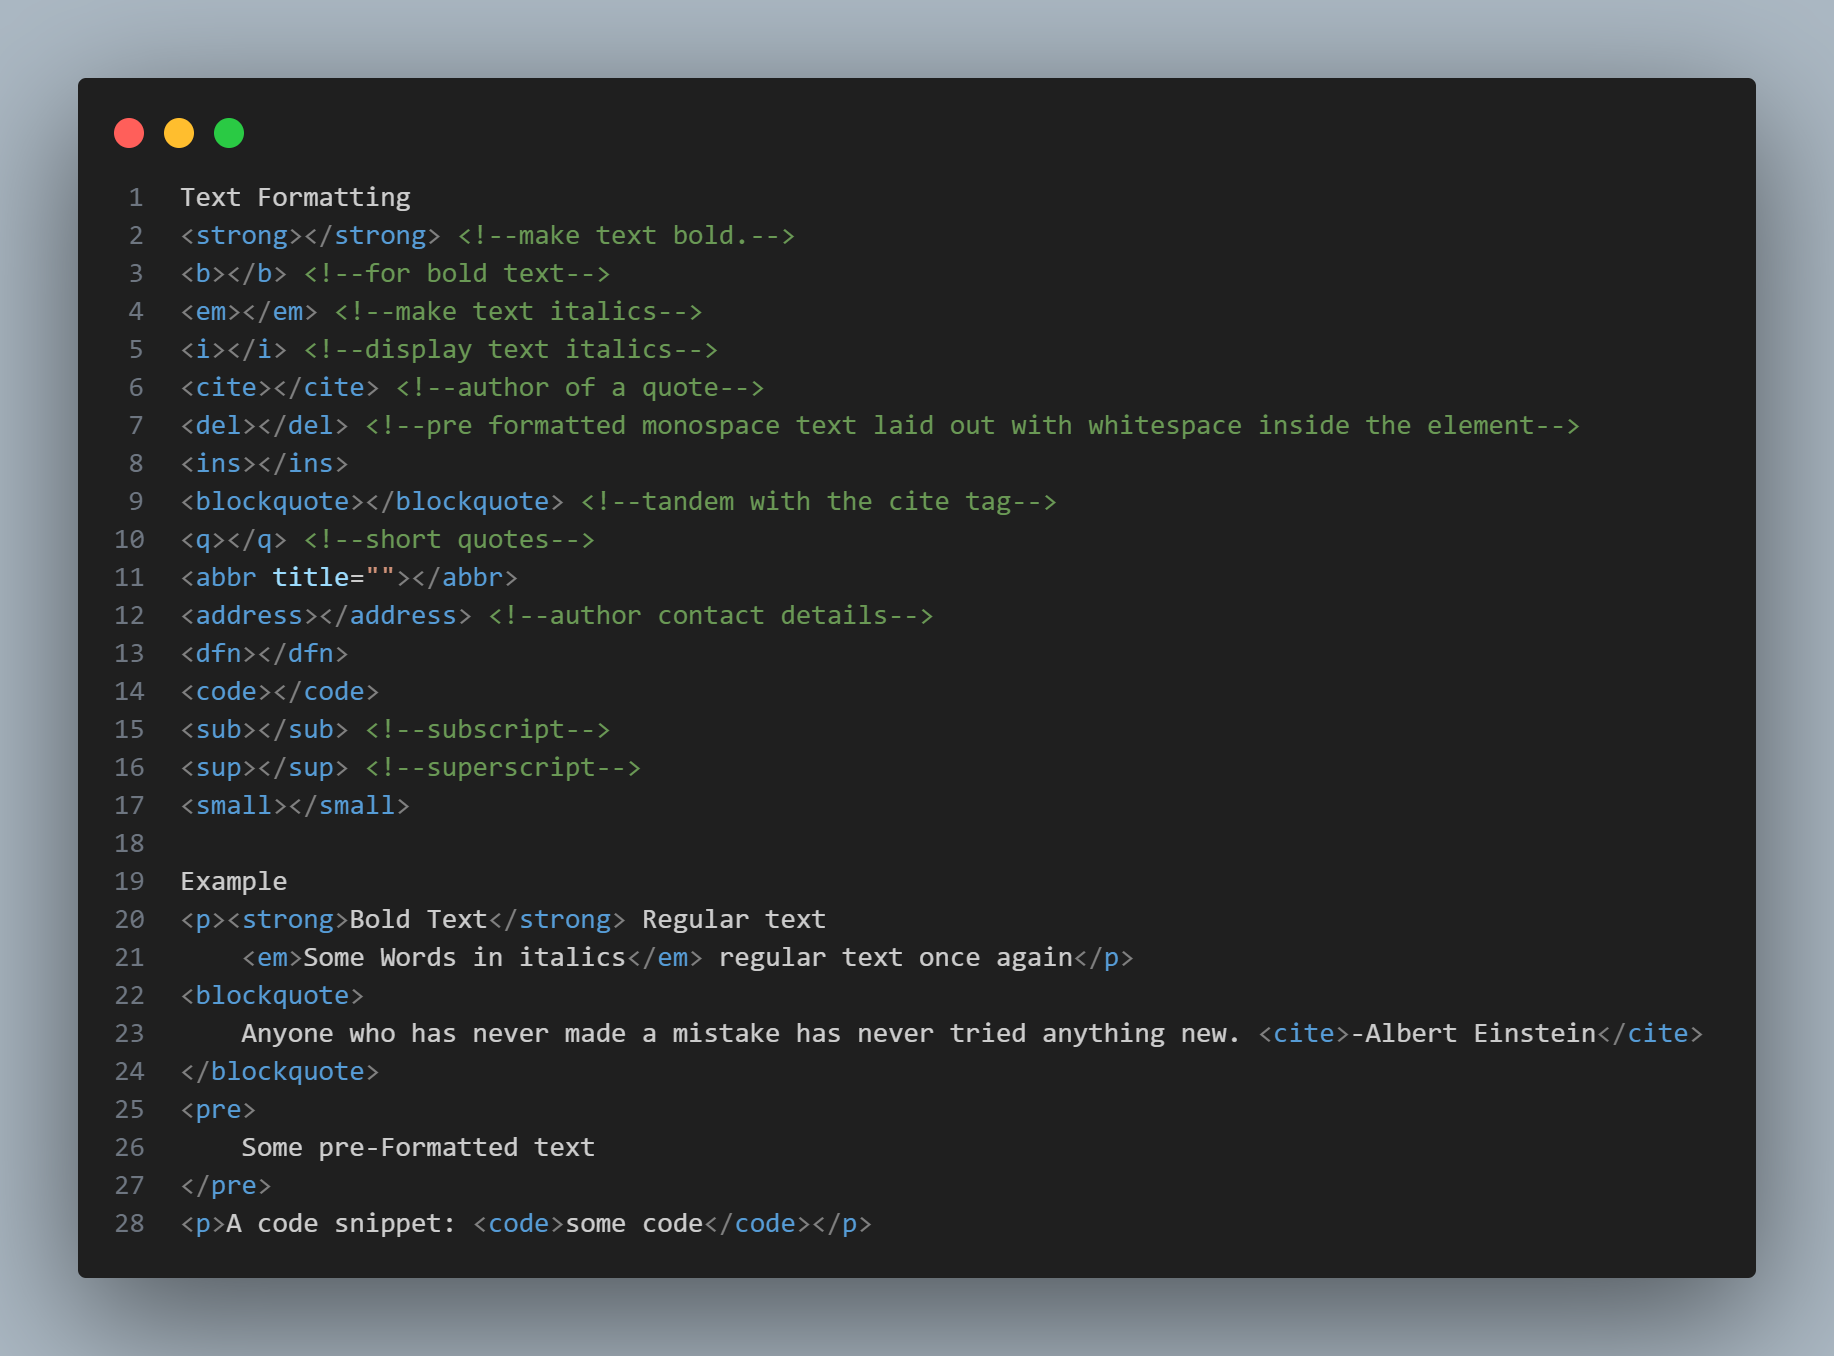 1 Text Formatting
2 <strong></strong> <!--make text bold.-->
3 <b></b> <!--for bold text-->
4 <em></em> <!--make text italics-->
5 <i></i> <!--display text italics-->
6 <cite></cite> <!--author of a quote-->
7 <del></del> <!--pre formatted monospace text laid out with whitespace inside the element-->
8 <ins></ins>
9 <blockquote></blockquote> <!--tandem with the cite tag-->
10 <q></q> <!--short quotes-->
11 <abbr title=""></abbr>
12 <address></address> <!--author contact details-->
13 <dfn></dfn>
14 <code></code>
15 <sub></sub> <!--subscript-->
16 <sup></sup> <!--superscript-->
17 <small></small>
18
19 Example
20 <p><strong>Bold Text</strong> Regular text
21     <em>Some Words in italics</em> regular text once again</p>
22 <blockquote>
23     Anyone who has never made a mistake has never tried anything new. <cite>-Albert Einstein</cite>
24 </blockquote>
25 <pre>
26     Some pre-Formatted text
27 </pre>
28 <p>A code snippet: <code>some code</code></p>